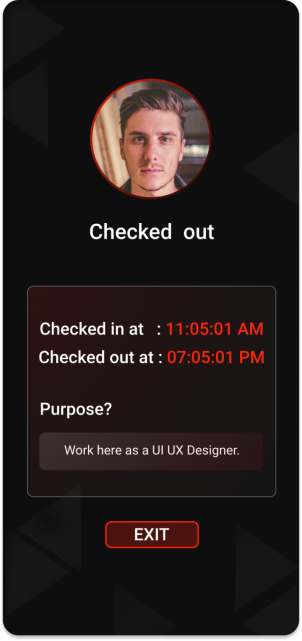 Checked out
Checked in at : 11:05:01 AM
Checked out at : 07:05:01 PM
Purpose?
Work here as a UI UX Designer.
EXIT